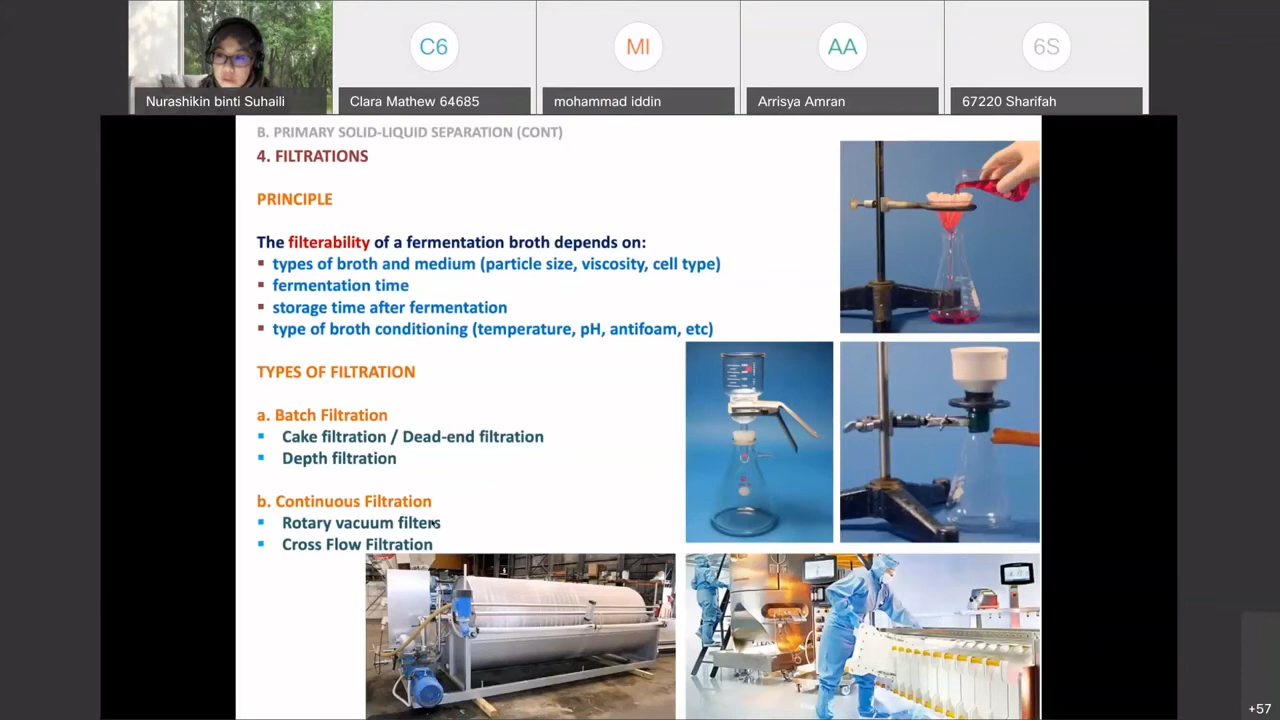 C6
MI
AA
6S
Nurashikin binti Suhaili
Clara Mathew 64685
mohammad iddin
Arrisya Amran
67220 Sharifah
B. PRIMARY SOLID-LIQUID SEPARATION (CONT)
4. FILTRATIONS
PRINCIPLE
The filterability of a fermentation broth depends on:
types of broth and medium (particle size, viscosity, cell type)
fermentation time
storage time after fermentation
type of broth conditioning (temperature, pH, antifoam, etc)
TYPES OF FILTRATION
a. Batch Filtration
Cake filtration / Dead-end filtration
Depth filtration
b. Continuous Filtration
Rotary vacuum filters
Cross Flow Filtration
+57